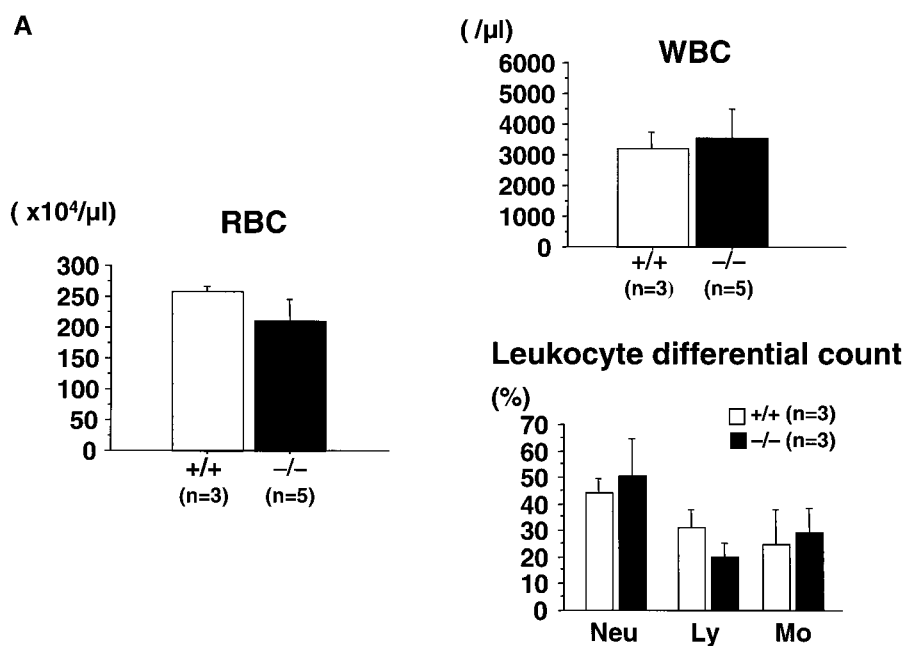 A
( x10⁴/µl)
RBC
300
250
200
150
100
50
0
+/+
−/−
(n=3)
(n=5)
( /µl)
WBC
6000
5000
4000
3000
2000
1000
0
+/+
−/−
(n=3)
(n=5)
Leukocyte differential count
(%)
70
60
50
40
30
20
10
0
+/+ (n=3)
−/− (n=3)
Neu
Ly
Mo